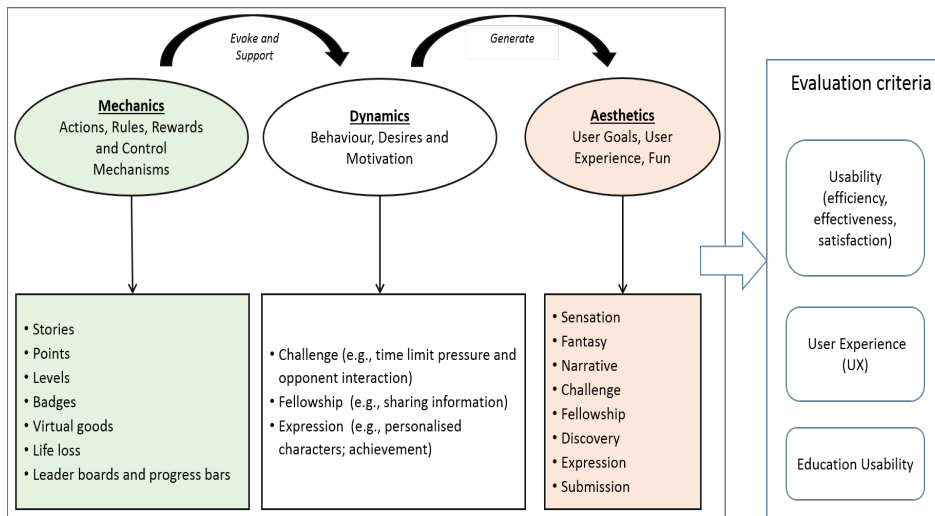 Evoke and
Support
Generate
Mechanics
Actions, Rules, Rewards
and Control
Mechanisms
Dynamics
Behaviour, Desires and
Motivation
Aesthetics
User Goals, User
Experience, Fun
• Stories
• Points
• Levels
• Badges
• Virtual goods
• Life loss
• Leader boards and progress bars
• Challenge (e.g., time limit pressure and
opponent interaction)
• Fellowship (e.g., sharing information)
• Expression (e.g., personalised
characters; achievement)
• Sensation
• Fantasy
• Narrative
• Challenge
• Fellowship
• Discovery
• Expression
• Submission
Evaluation criteria
Usability
(efficiency,
effectiveness,
satisfaction)
User Experience
(UX)
Education Usability